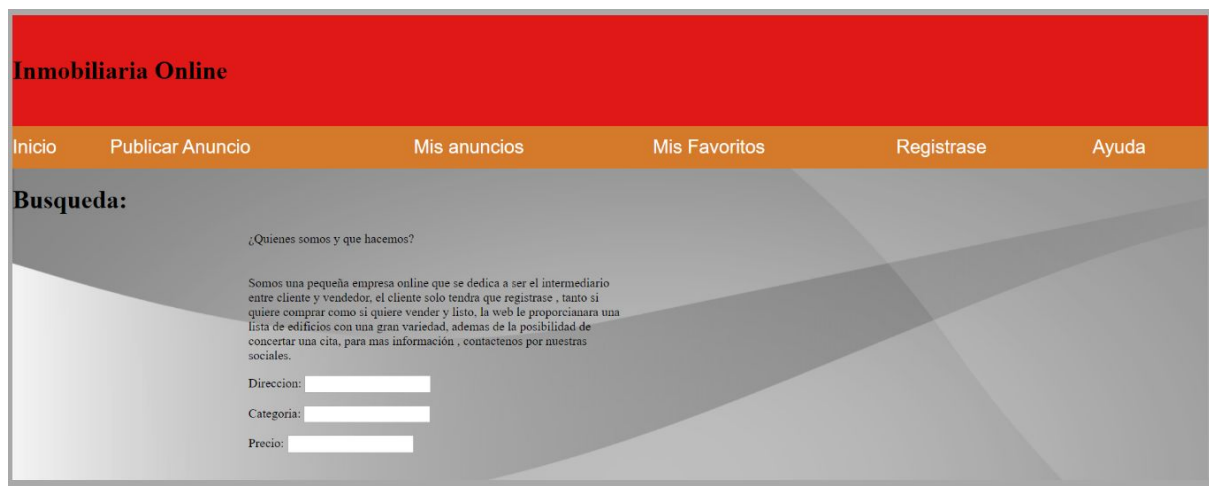 Inmobiliaria Online
Inicio Publicar Anuncio Mis anuncios Mis Favoritos Registrase Ayuda
Busqueda:
¿Quienes somos y que hacemos?
Somos una pequeña empresa online que se dedica a ser el intermediario
entre cliente y vendedor, el cliente solo tendra que registrase , tanto si
quiere comprar como si quiere vender y listo, la web le proporcianara una
lista de edificios con una gran variedad, ademas de la posibilidad de
concertar una cita, para mas información , contactenos por nuestras
sociales.
Direccion:
Categoria:
Precio: